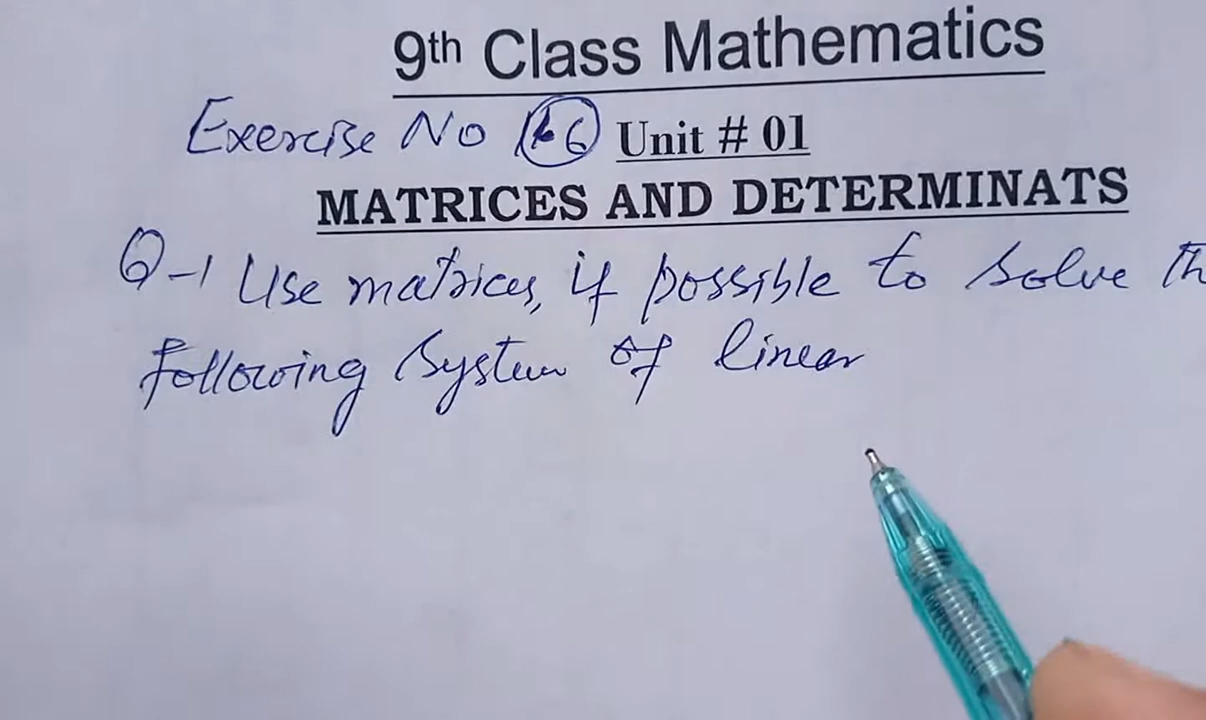 9th Class Mathematics
Exercise No 1.6 Unit # 01
MATRICES AND DETERMINATS
Q-1 Use matrices, if possible to solve th
following system of linear